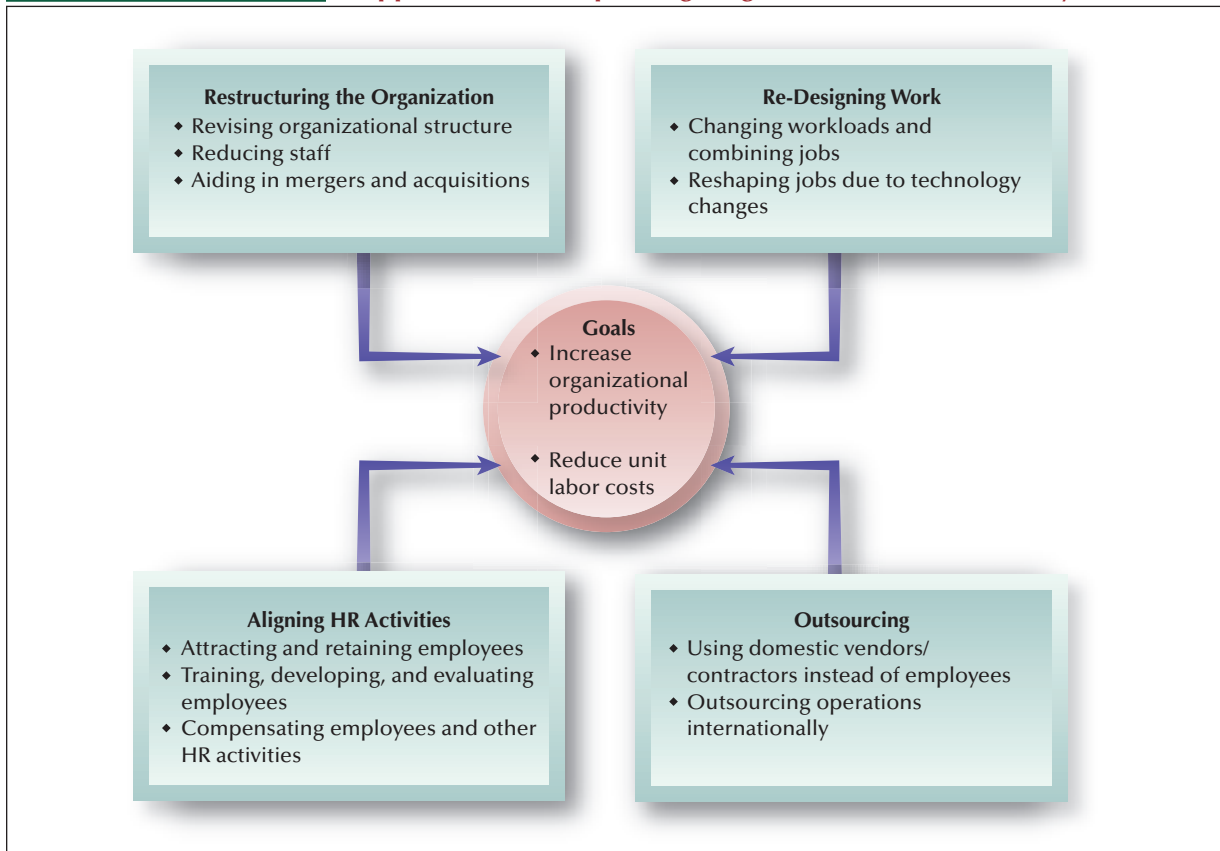 Restructuring the Organization
◆ Revising organizational structure
◆ Reducing staff
◆ Aiding in mergers and acquisitions
Re-Designing Work
◆ Changing workloads and
combining jobs
◆ Reshaping jobs due to technology
changes
Goals
◆ Increase
organizational
productivity
◆ Reduce unit
labor costs
Aligning HR Activities
◆ Attracting and retaining employees
◆ Training, developing, and evaluating
employees
◆ Compensating employees and other
HR activities
Outsourcing
◆ Using domestic vendors/
contractors instead of employees
◆ Outsourcing operations
internationally